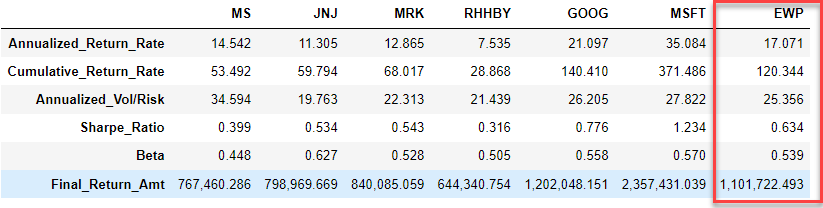 MS JNJ MRK RHHBY GOOG MSFT EWP
Annualized_Return_Rate 14.542 11.305 12.865 7.535 21.097 35.084 17.071
Cumulative_Return_Rate 53.492 59.794 68.017 28.868 140.410 371.486 120.344
Annualized_Vol/Risk 34.594 19.763 22.313 21.439 26.205 27.822 25.356
Sharpe_Ratio 0.399 0.534 0.543 0.316 0.776 1.234 0.634
Beta 0.448 0.627 0.528 0.505 0.558 0.570 0.539
Final_Return_Amt 767,460.286 798,969.669 840,085.059 644,340.754 1,202,048.151 2,357,431.039 1,101,722.493